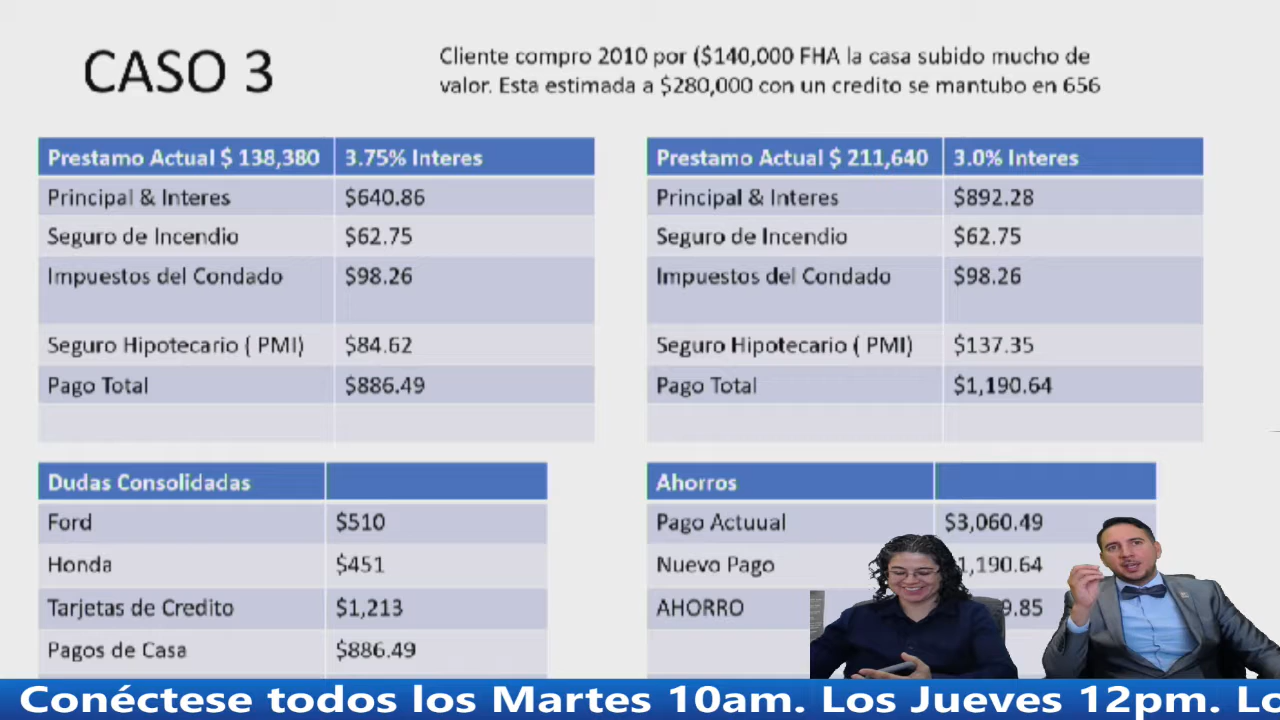 CASO 3
Cliente compro 2010 por ($140,000 FHA la casa subido mucho de
valor. Esta estimada a $280,000 con un credito se mantubo en 656
Prestamo Actual $ 138,380 3.75% Interes
Principal & Interes $640.86
Seguro de Incendio $62.75
Impuestos del Condado $98.26
Seguro Hipotecario ( PMI) $84.62
Pago Total $886.49
Prestamo Actual $ 211,640 3.0% Interes
Principal & Interes $892.28
Seguro de Incendio $62.75
Impuestos del Condado $98.26
Seguro Hipotecario ( PMI) $137.35
Pago Total $1,190.64
Dudas Consolidadas
Ford $510
Honda $451
Tarjetas de Credito $1,213
Pagos de Casa $886.49
Ahorros
Pago Actuual $3,060.49
Nuevo Pago 1,190.64
AHORRO 9.85
Conéctese todos los Martes 10am. Los Jueves 12pm. Lo